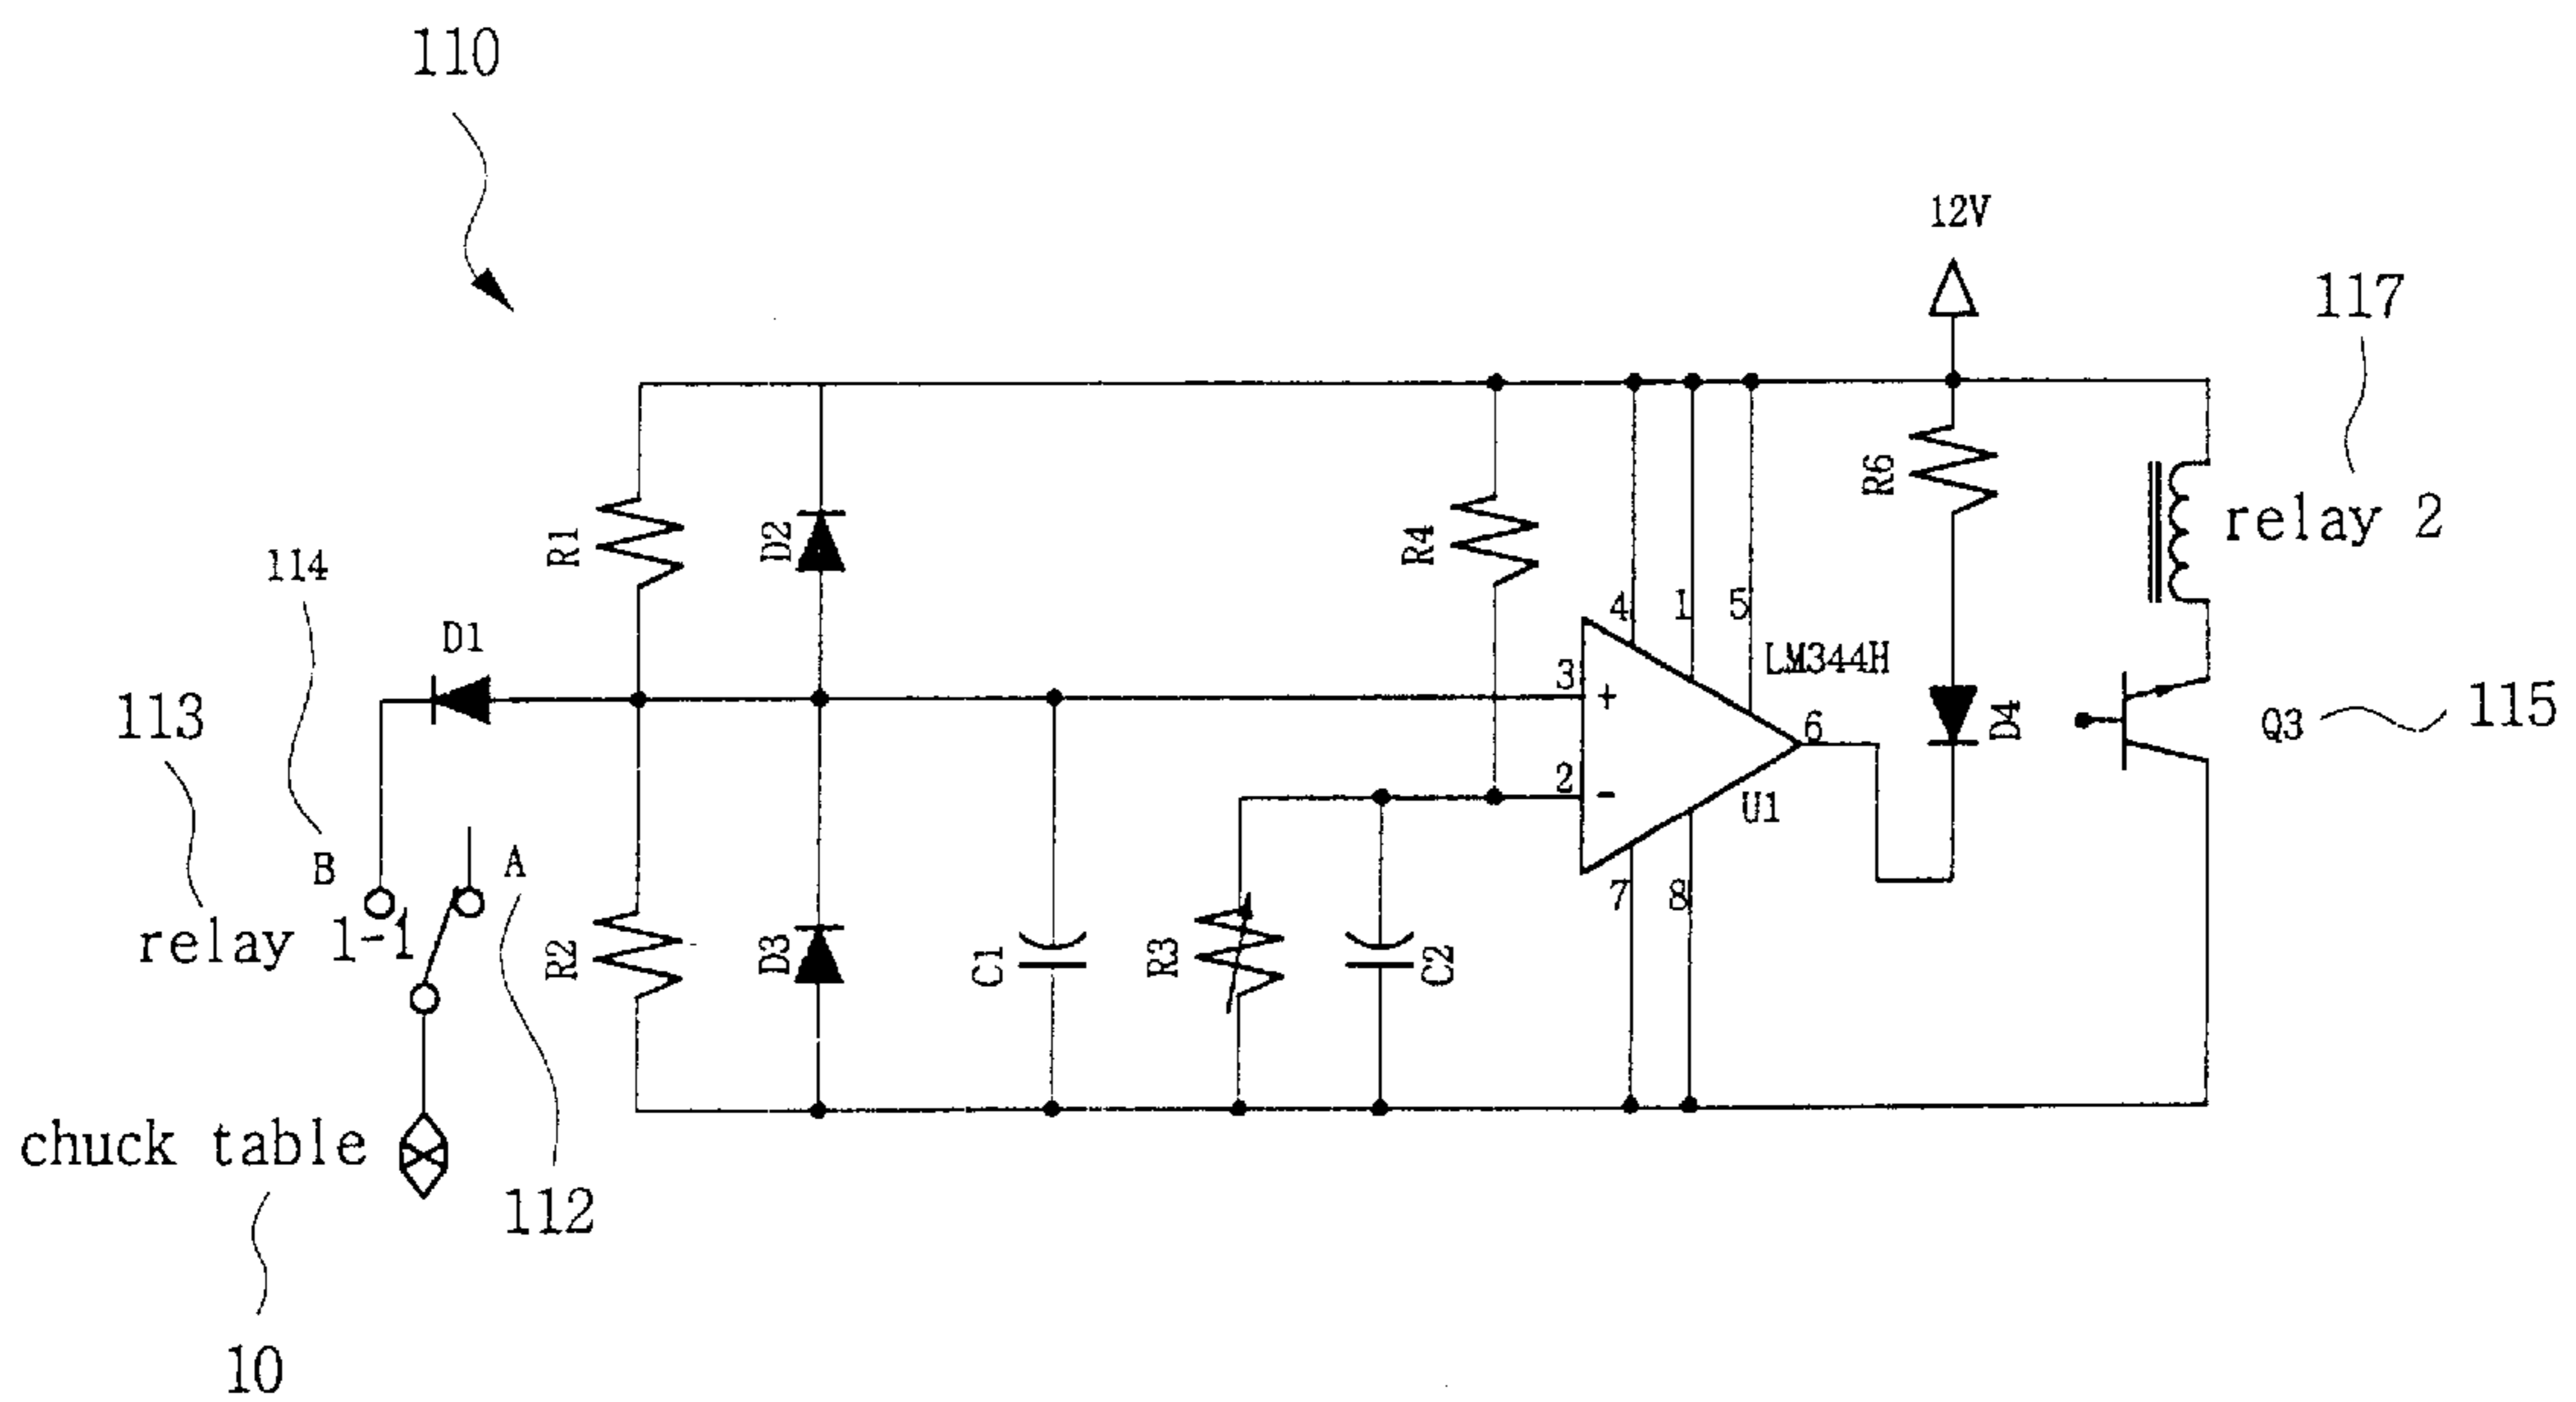 110
12V
117
R1
D2
R4
R6
relay 2
114
D1
4
1
5
LM344H
113
3
+
D4
Q3
115
6
2
-
U1
B
A
7
8
relay 1-1
R2
D3
C1
R3
C2
chuck table
112
10